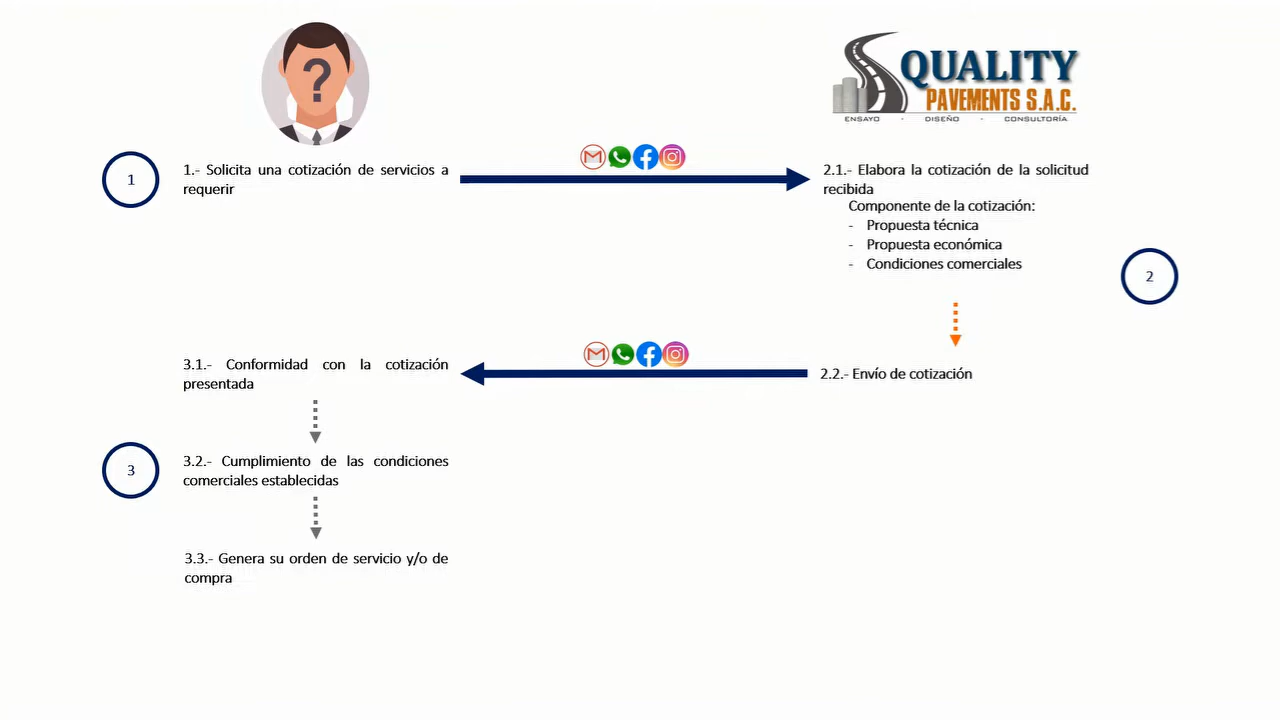 ?
QUALITY
PAVEMENTS S.A.C.
ENSAYO - DISEÑO - CONSULTORÍA
1
1.- Solicita una cotización de servicios a
requerir
2.1.- Elabora la cotización de la solicitud
recibida
Componente de la cotización:
- Propuesta técnica
- Propuesta económica
- Condiciones comerciales
2
3.1.- Conformidad con la cotización
presentada
2.2.- Envío de cotización
3
3.2.- Cumplimiento de las condiciones
comerciales establecidas
3.3.- Genera su orden de servicio y/o de
compra